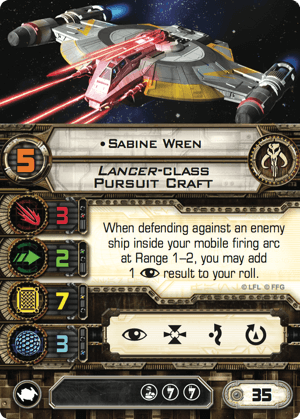 • Sabine Wren
5
Lancer-class
Pursuit Craft
3
When defending against an enemy
ship inside your mobile firing arc
at Range 1–2, you may add
1 result to your roll.
2
© LFL © FFG
7
3
35